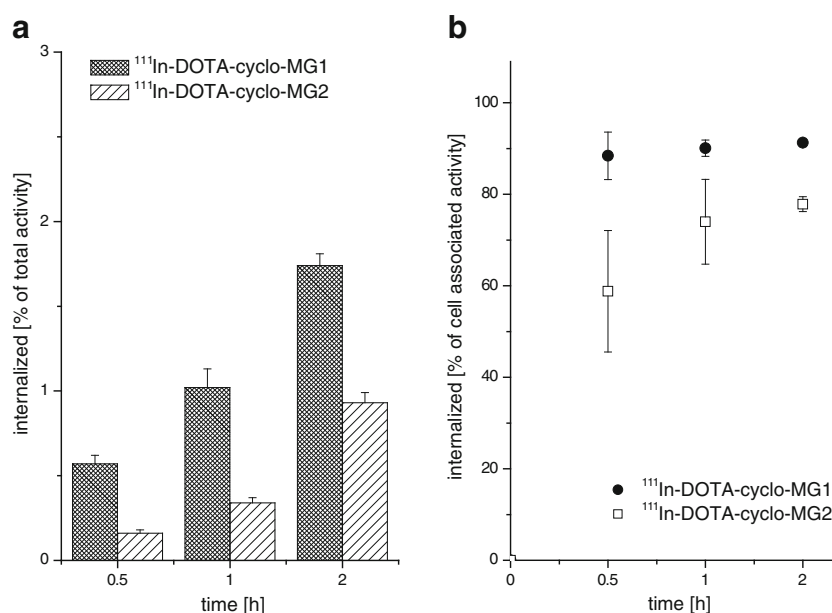 a
¹¹¹In-DOTA-cyclo-MG1
¹¹¹In-DOTA-cyclo-MG2
internalized [% of total activity]
3
2
1
0
0.5
1
2
time [h]
b
internalized [% of cell associated activity]
100
80
60
40
20
0
¹¹¹In-DOTA-cyclo-MG1
¹¹¹In-DOTA-cyclo-MG2
0
0.5
1
2
time [h]